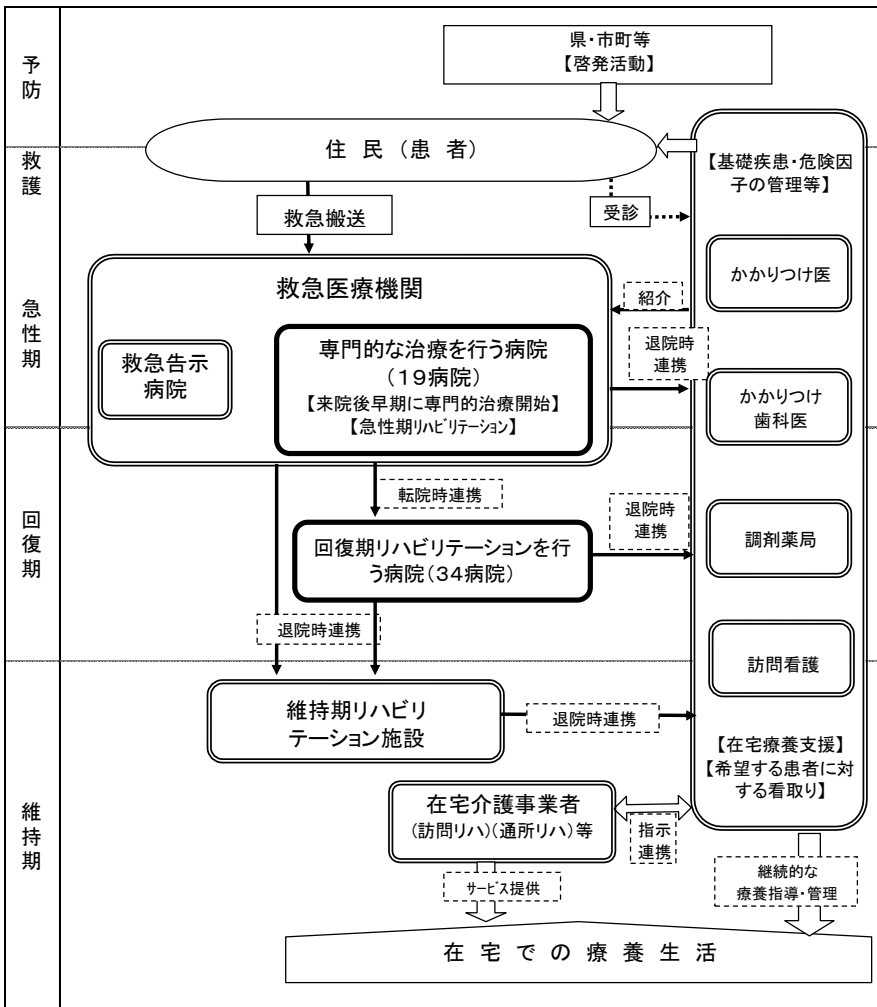 予防
県・市町等
【啓発活動】
住民（患者）
救護
【基礎疾患・危険因
子の管理等】
救急搬送
受診
かかりつけ医
救急医療機関
紹介
急性期
救急告示
病院
専門的な治療を行う病院
（19病院）
【来院後早期に専門的治療開始】
【急性期リハビリテーション】
退院時
連携
かかりつけ
歯科医
転院時連携
回復期
回復期リハビリテーションを行
う病院（34病院）
退院時
連携
調剤薬局
退院時連携
訪問看護
維持期リハビリ
テーション施設
退院時連携
【在宅療養支援】
【希望する患者に対
する看取り】
維持期
在宅介護事業者
（訪問リハ）（通所リハ）等
指示
連携
サービス提供
継続的な
療養指導・管理
在宅での療養生活